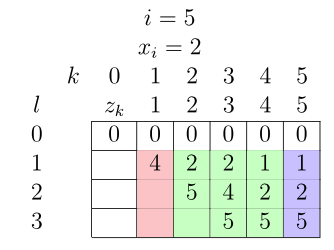 i = 5
x_i = 2
k 0 1 2 3 4 5
l z_k 1 2 3 4 5
0 0 0 0 0 0 0
1 4 2 2 1 1
2 5 4 2 2
3 5 5 5